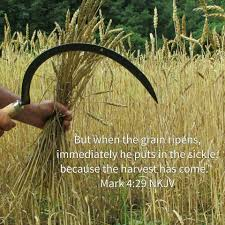 But when the grain ripens,
immediately he puts in the sickle,
because the harvest has come."
Mark 4:29 NKJV